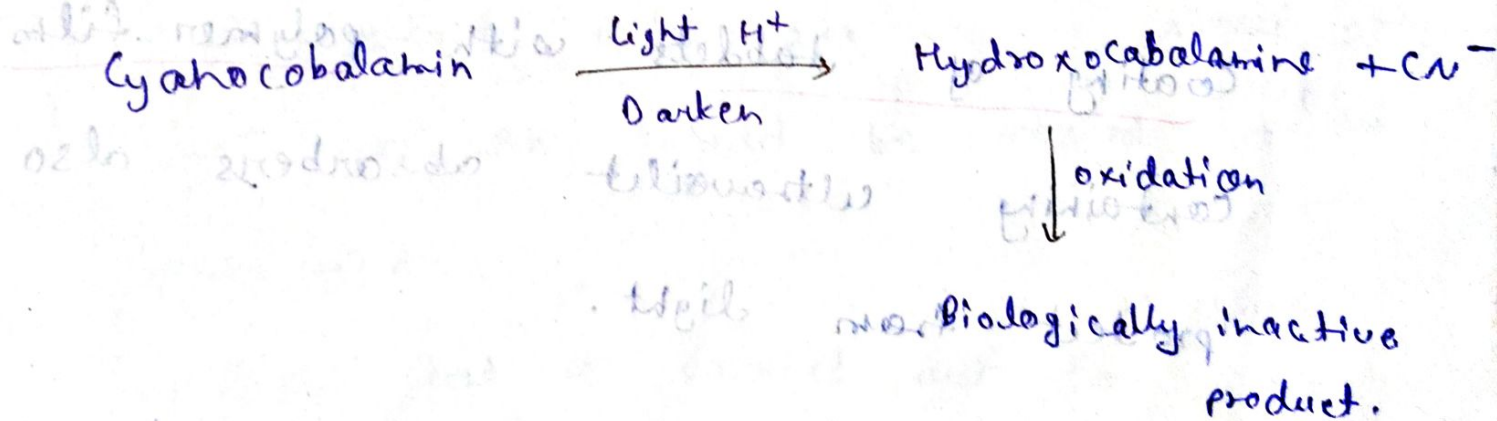 Cyanocobalamin light H⁺ Hydroxocabalamine + CN⁻
Darken
oxidation
Biologically inactive
product.